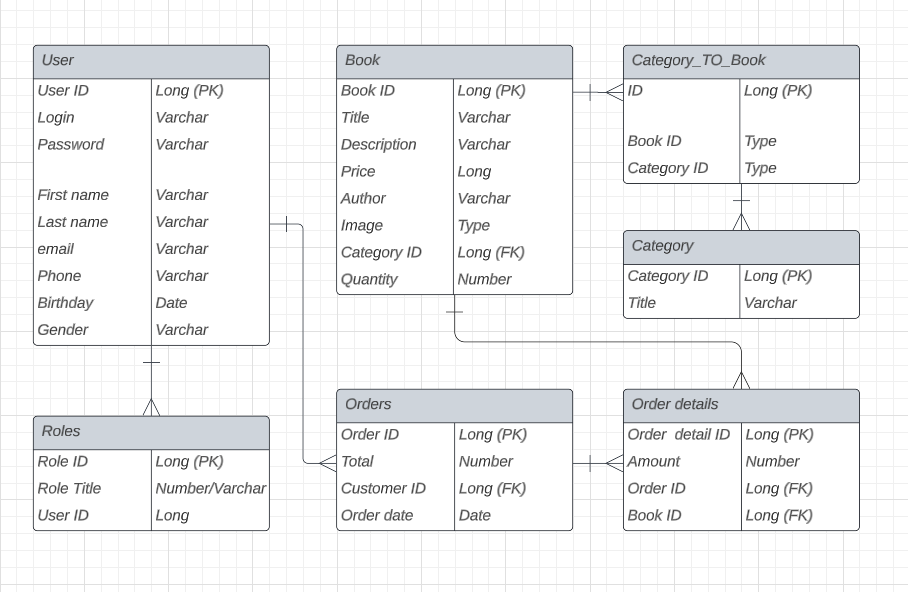 User
User ID Long (PK)
Login Varchar
Password Varchar
First name Varchar
Last name Varchar
email Varchar
Phone Varchar
Birthday Date
Gender Varchar
Book
Book ID Long (PK)
Title Varchar
Description Varchar
Price Long
Author Varchar
Image Type
Category ID Long (FK)
Quantity Number
Category_TO_Book
ID Long (PK)
Book ID Type
Category ID Type
Category
Category ID Long (PK)
Title Varchar
Roles
Role ID Long (PK)
Role Title Number/Varchar
User ID Long
Orders
Order ID Long (PK)
Total Number
Customer ID Long (FK)
Order date Date
Order details
Order detail ID Long (PK)
Amount Number
Order ID Long (FK)
Book ID Long (FK)